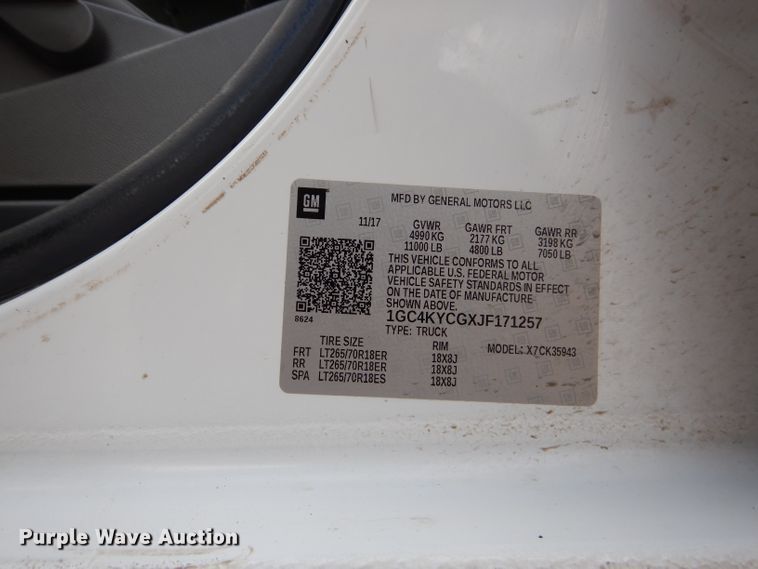 GM
MFD BY GENERAL MOTORS LLC
11/17 GVWR GAWR FRT GAWR RR
4990 KG 2177 KG 3198 KG
11000 LB 4800 LB 7050 LB
THIS VEHICLE CONFORMS TO ALL
APPLICABLE U.S. FEDERAL MOTOR
VEHICLE SAFETY STANDARDS IN EFFECT
ON THE DATE OF MANUFACTURE
SHOWN ABOVE.
8624 1GC4KYCGXJF171257
TYPE: TRUCK
TIRE SIZE RIM MODEL: X7CK35943
FRT LT265/70R18ER 18X8J
RR LT265/70R18ER 18X8J
SPA LT265/70R18ES 18X8J
Purple Wave Auction